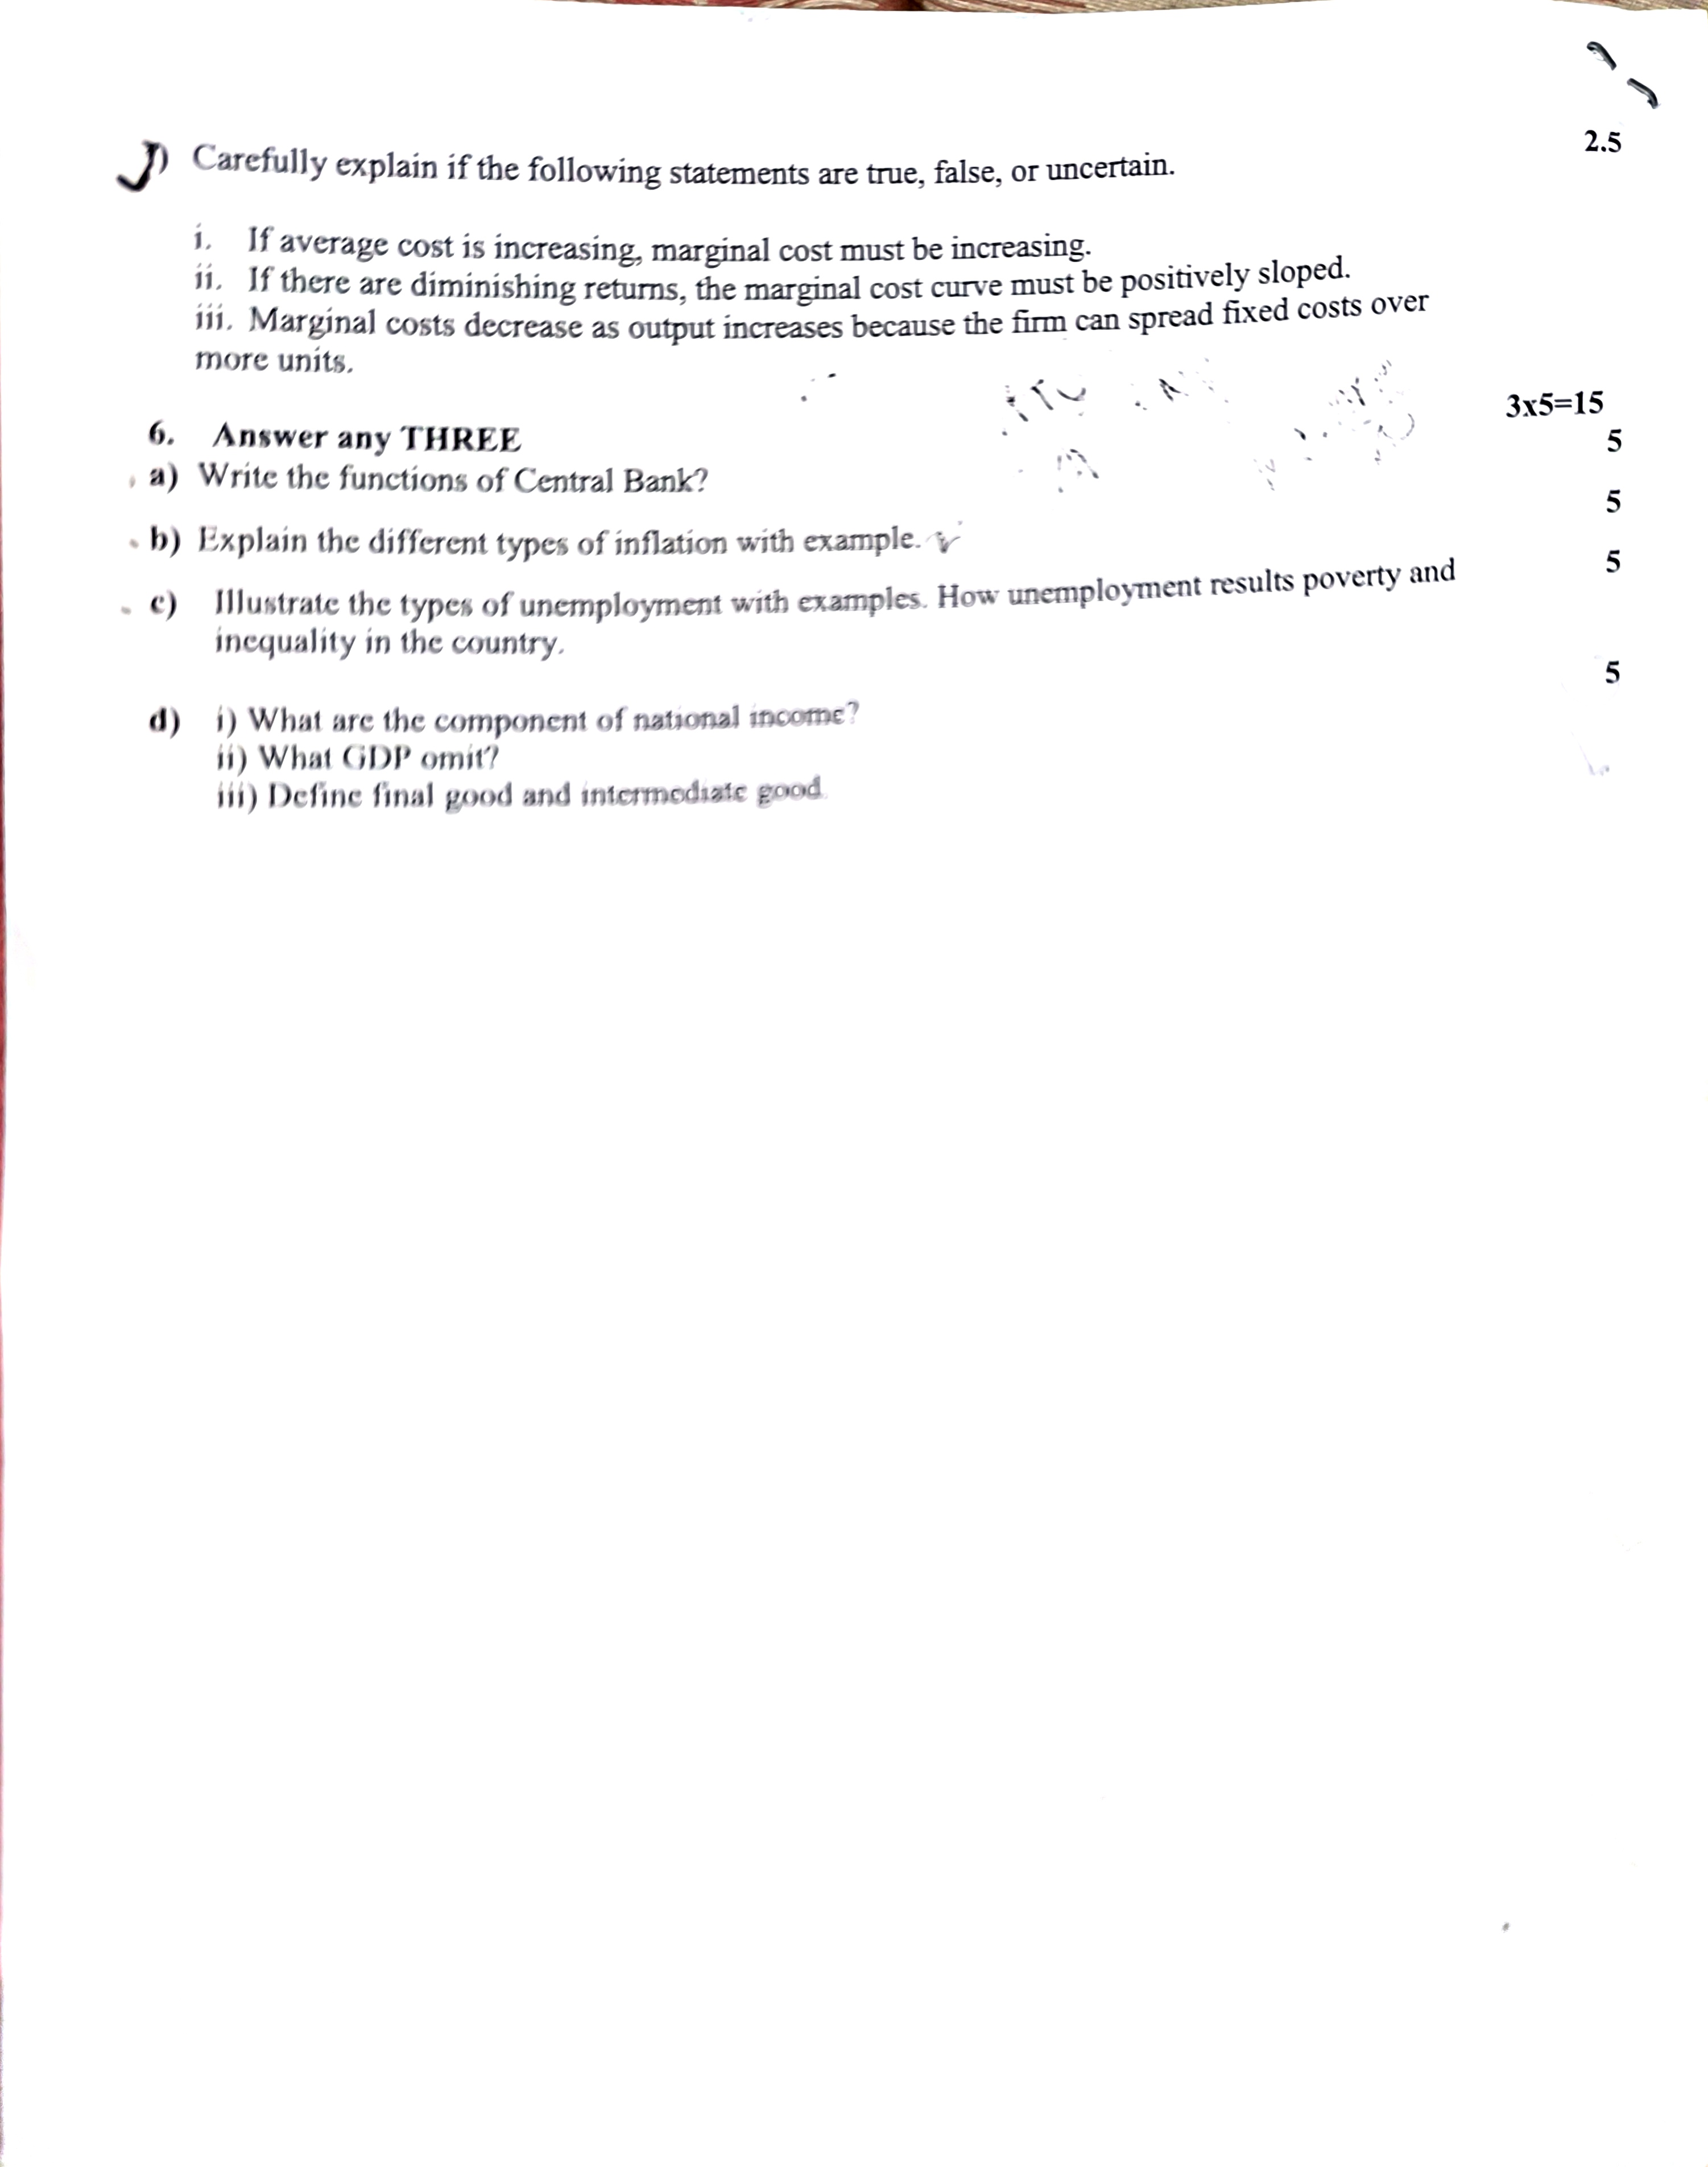 2.5
J) Carefully explain if the following statements are true, false, or uncertain.
i. If average cost is increasing, marginal cost must be increasing.
ii. If there are diminishing returns, the marginal cost curve must be positively sloped.
iii. Marginal costs decrease as output increases because the firm can spread fixed costs over
more units.
3x5=15
6. Answer any THREE
5
a) Write the functions of Central Bank?
5
b) Explain the different types of inflation with example.
5
c) Illustrate the types of unemployment with examples. How unemployment results poverty and
inequality in the country.
5
d) i) What are the component of national income?
ii) What GDP omit?
iii) Define final good and intermediate good.